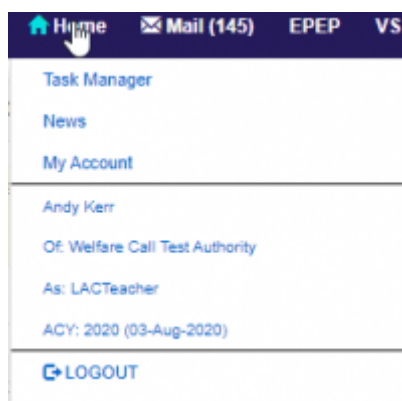 Home Mail (145) EPEP VS
Task Manager
News
My Account
Andy Kerr
Of: Welfare Call Test Authority
As: LACTeacher
ACY: 2020 (03-Aug-2020)
LOGOUT